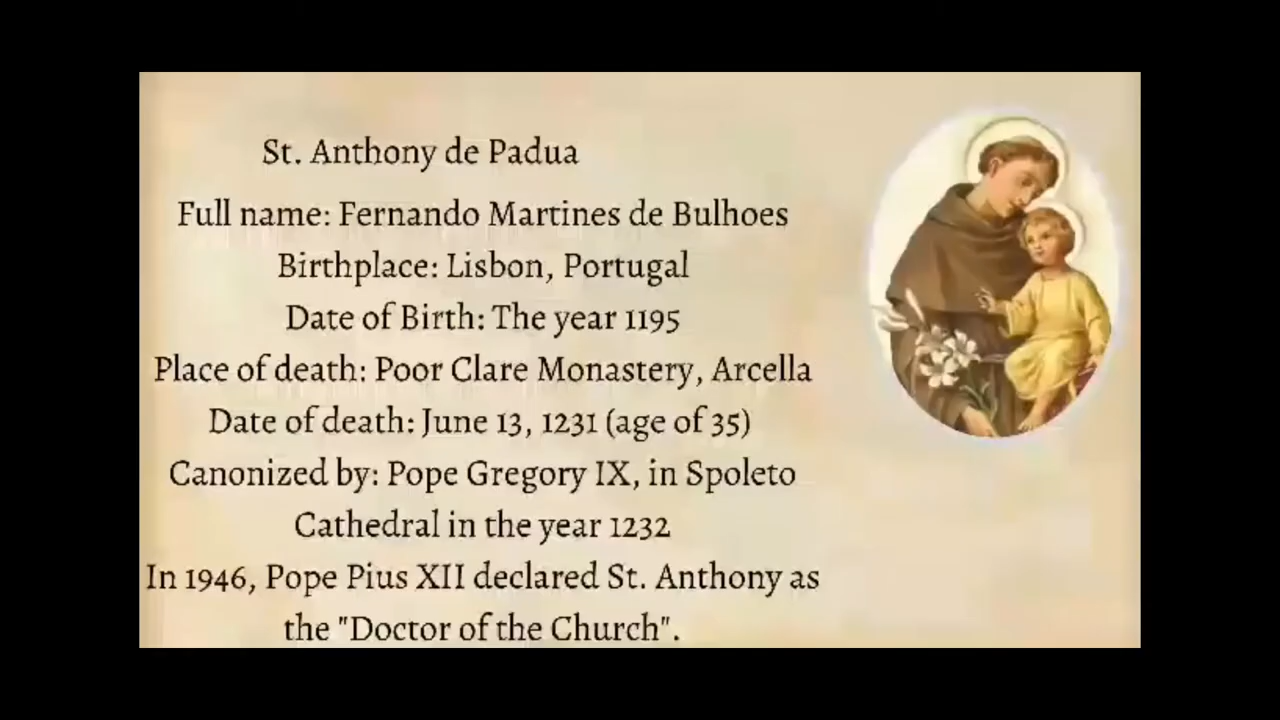 St. Anthony de Padua
Full name: Fernando Martines de Bulhoes
Birthplace: Lisbon, Portugal
Date of Birth: The year 1195
Place of death: Poor Clare Monastery, Arcella
Date of death: June 13, 1231 (age of 35)
Canonized by: Pope Gregory IX, in Spoleto
Cathedral in the year 1232
In 1946, Pope Pius XII declared St. Anthony as
the "Doctor of the Church".